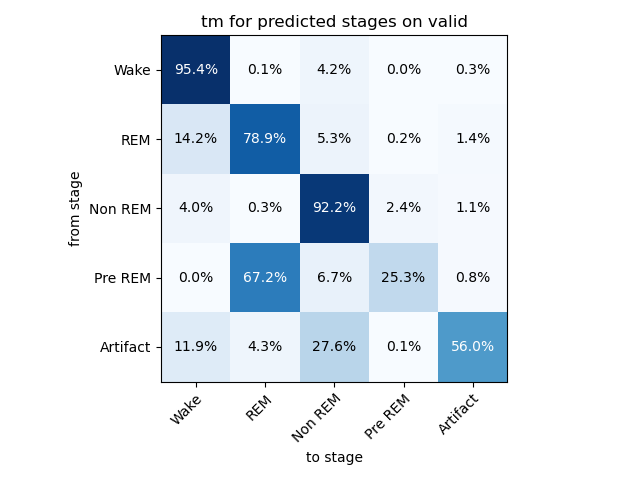 tm for predicted stages on valid
Wake 95.4% 0.1% 4.2% 0.0% 0.3%
REM 14.2% 78.9% 5.3% 0.2% 1.4%
Non REM 4.0% 0.3% 92.2% 2.4% 1.1%
Pre REM 0.0% 67.2% 6.7% 25.3% 0.8%
Artifact 11.9% 4.3% 27.6% 0.1% 56.0%
from stage
Wake REM Non REM Pre REM Artifact
to stage